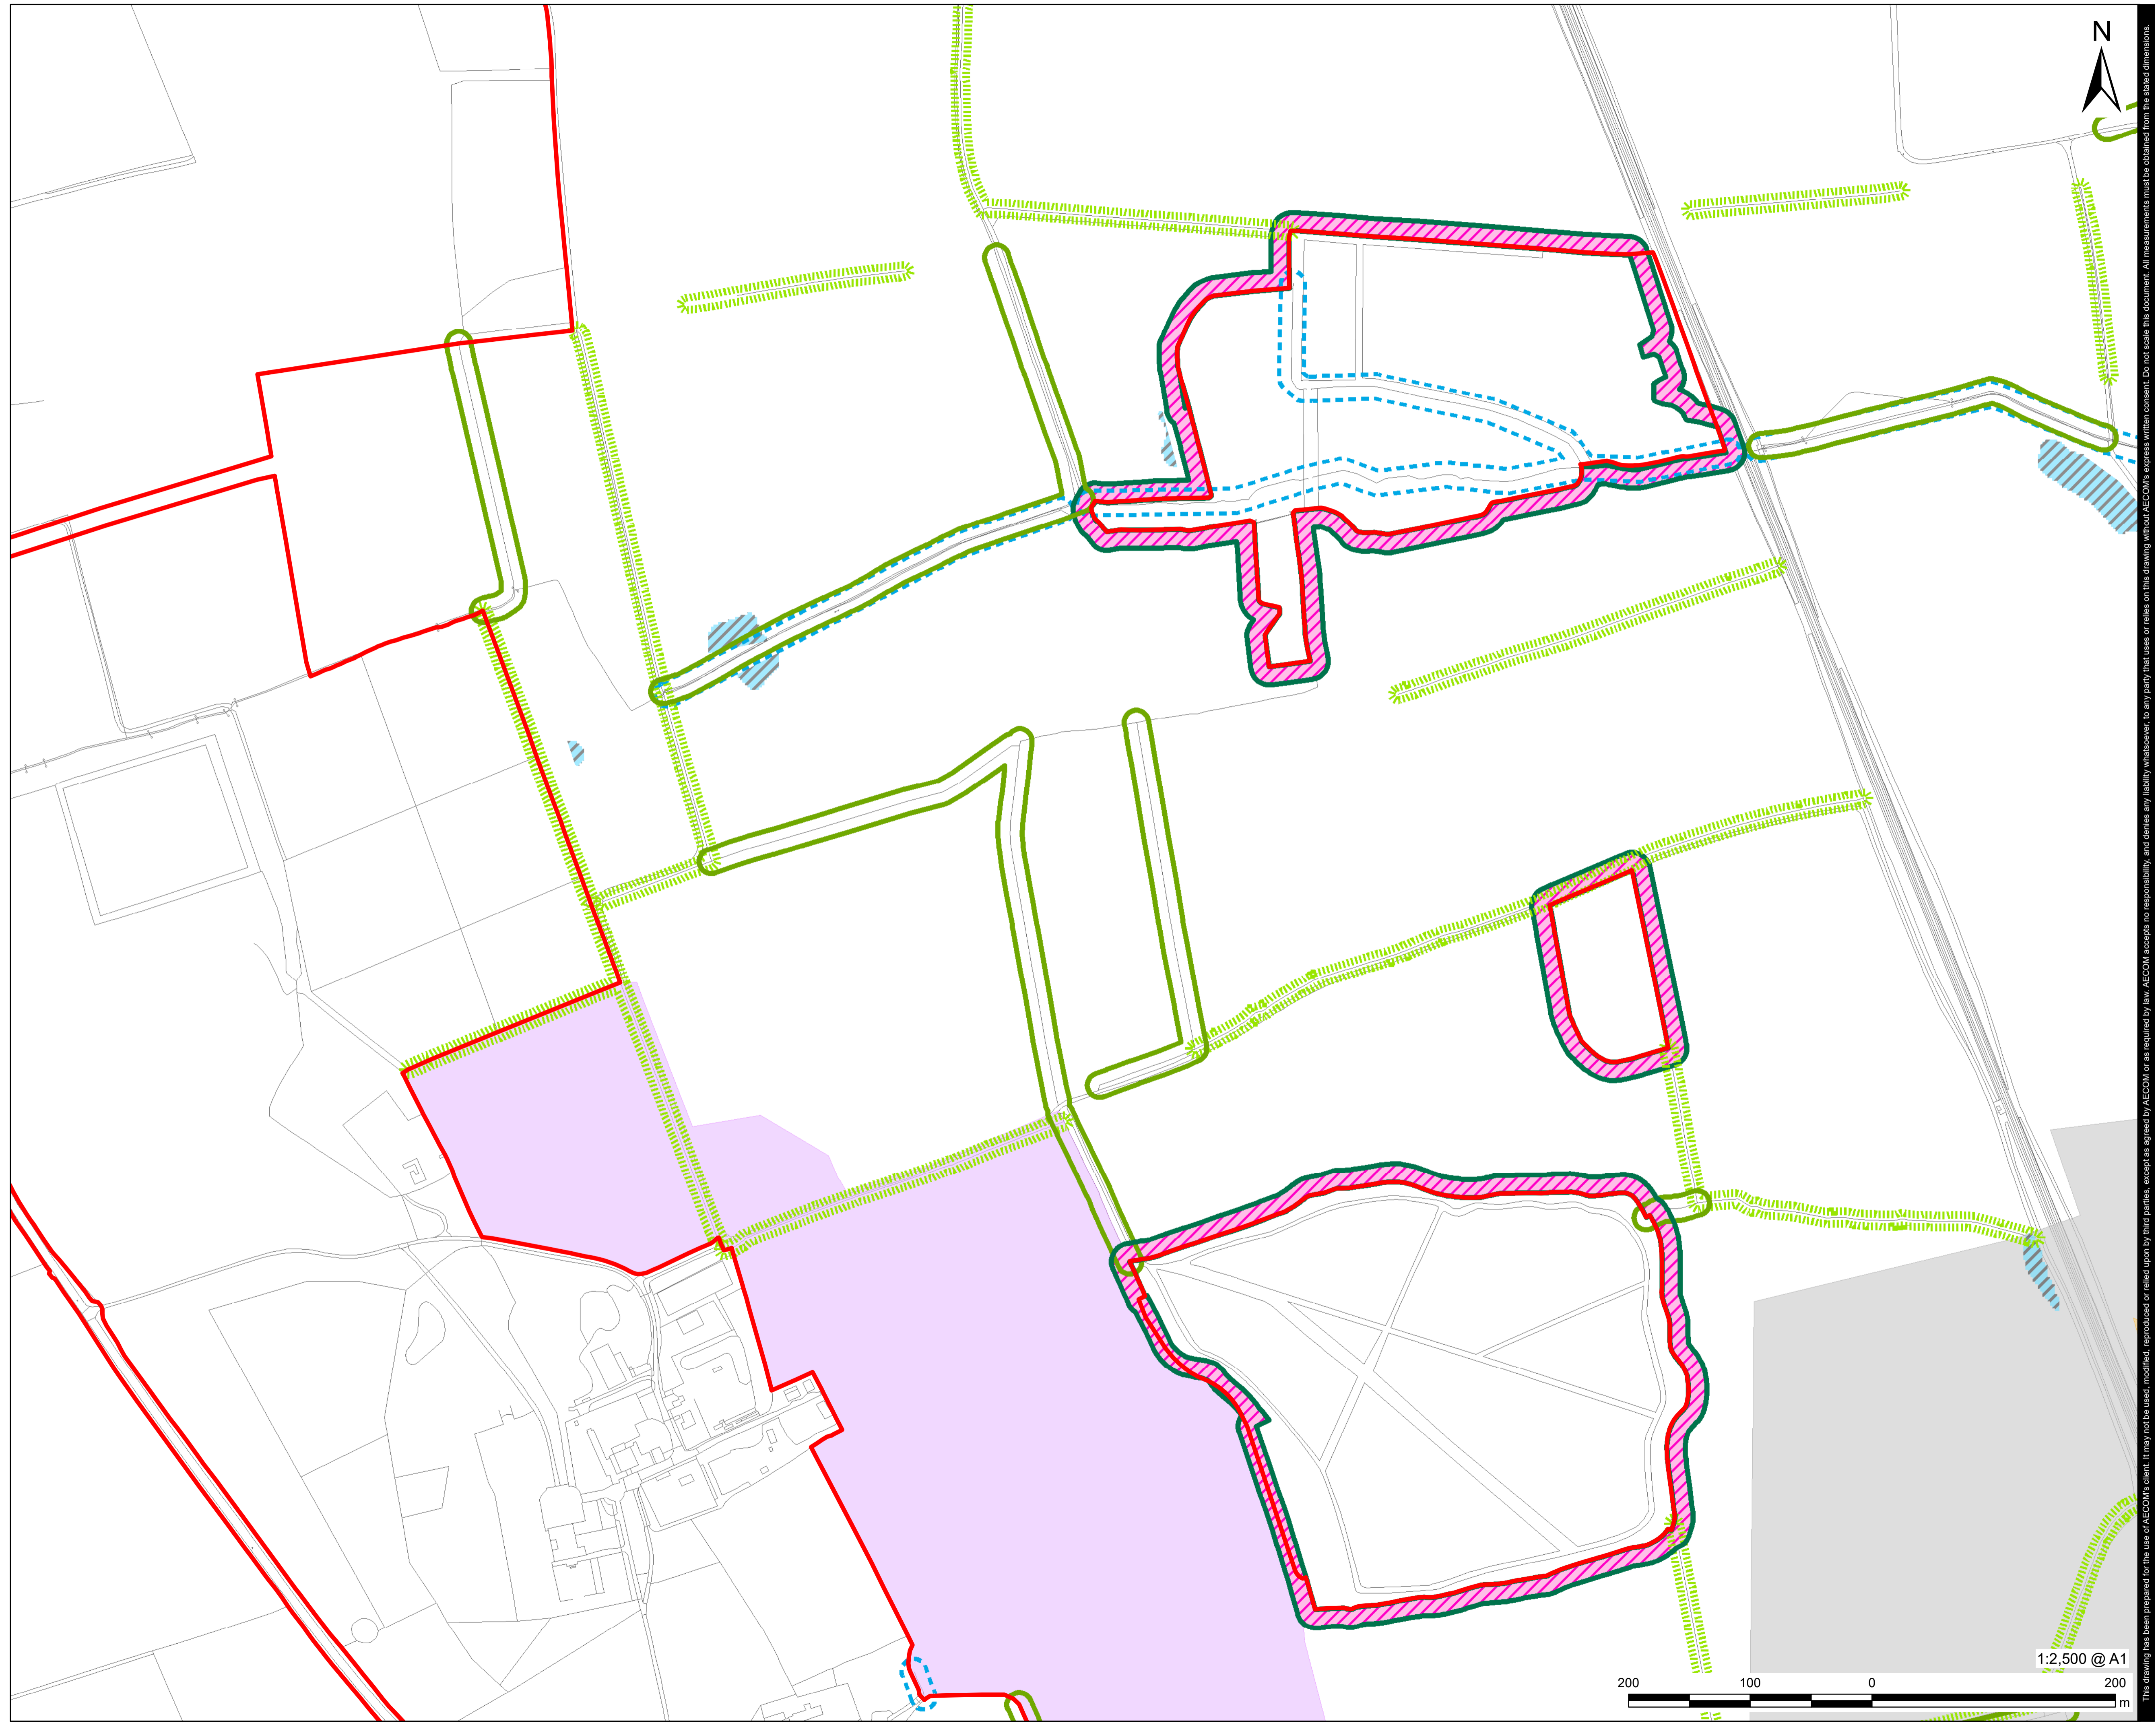 N
This drawing has been prepared for the use of AECOM's client. It may not be used, modified, reproduced or relied upon by third parties, except as agreed by AECOM or as required by law. AECOM accepts no responsibility, and denies any liability whatsoever, to any party that uses or relies on this drawing without AECOM's express written consent. Do not scale this document. All measurements must be obtained from the stated dimensions.
1:2,500 @ A1
200 100 0 200
m